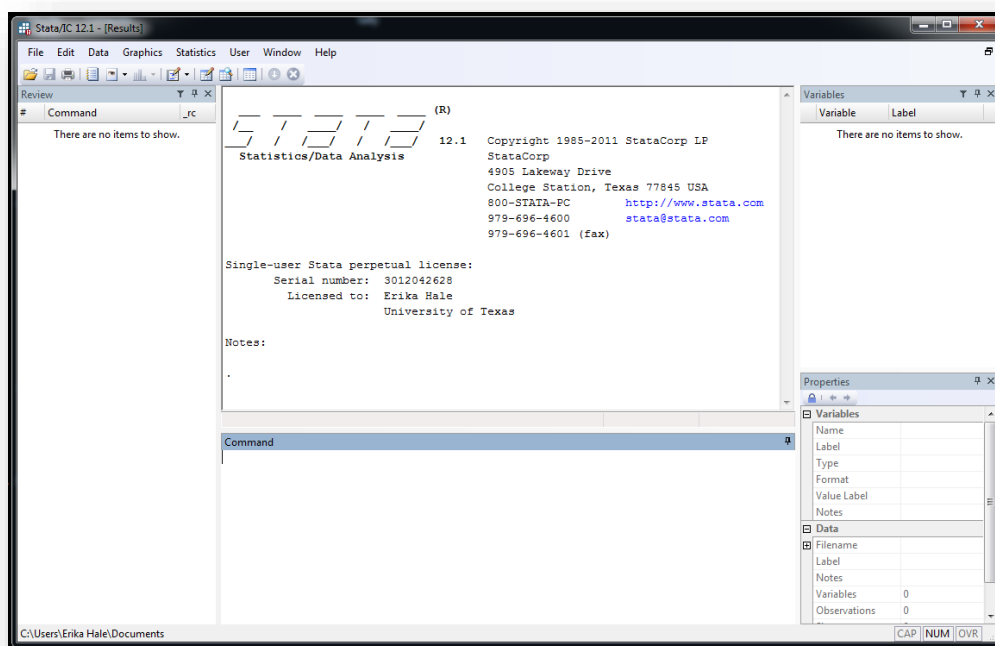 Stata/IC 12.1 - [Results]
File Edit Data Graphics Statistics User Window Help
Review
# Command _rc
There are no items to show.
(R)
STATA 12.1 Copyright 1985-2011 StataCorp LP
Statistics/Data Analysis StataCorp
4905 Lakeway Drive
College Station, Texas 77845 USA
800-STATA-PC http://www.stata.com
979-696-4600 stata@stata.com
979-696-4601 (fax)
Single-user Stata perpetual license:
Serial number: 3012042628
Licensed to: Erika Hale
University of Texas
Notes:
.
Command
Variables
Variable Label
There are no items to show.
Properties
Variables
Name
Label
Type
Format
Value Label
Notes
Data
Filename
Label
Notes
Variables 0
Observations 0
C:\Users\Erika Hale\Documents
CAP NUM OVR